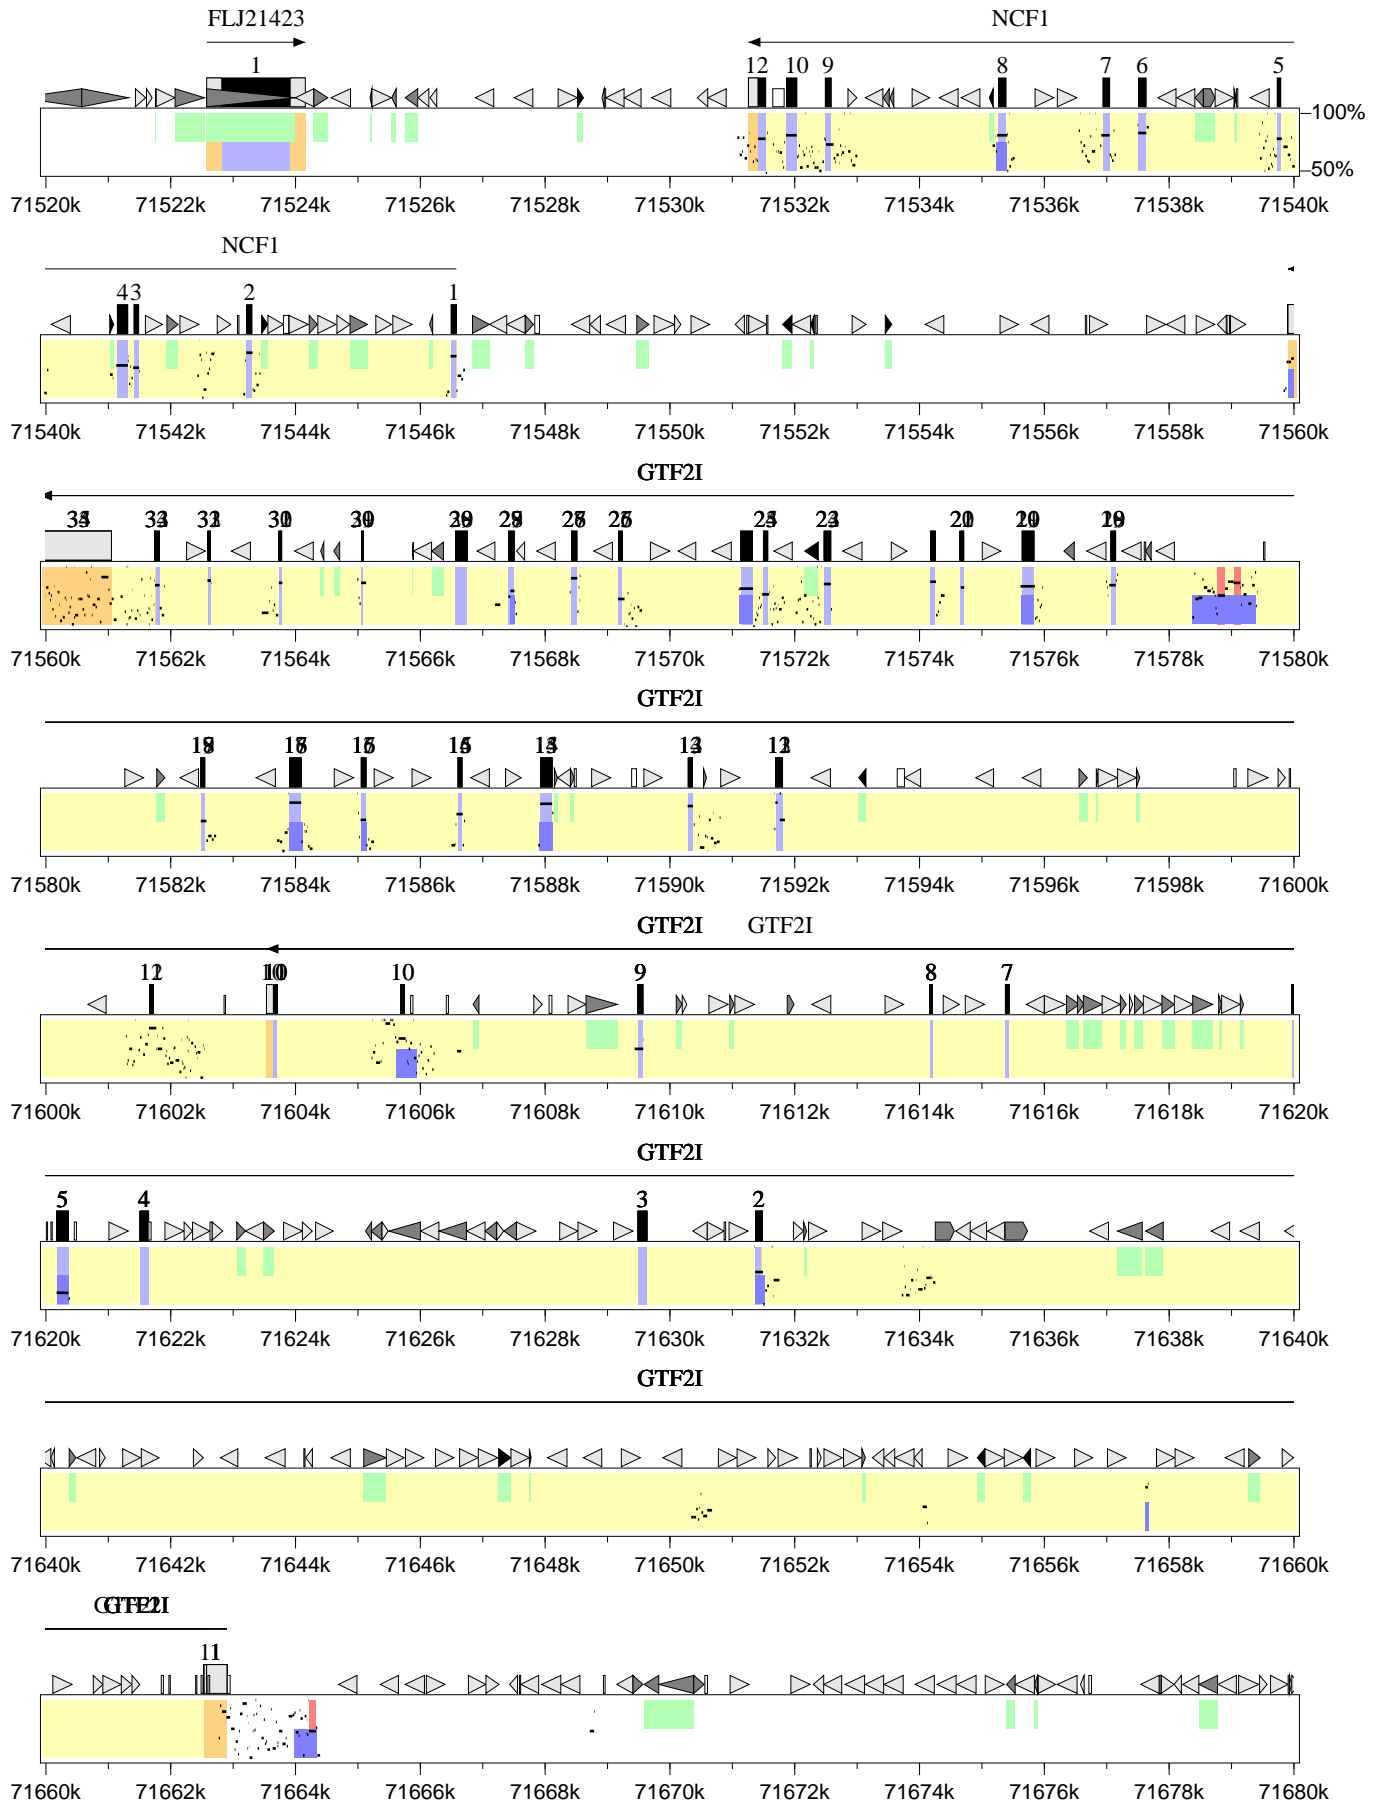 FLJ21423 NCF1
1 12 10 9 8 7 6 5
100%
50%
71520k 71522k 71524k 71526k 71528k 71530k 71532k 71534k 71536k 71538k 71540k
NCF1
4 3 2 1
71540k 71542k 71544k 71546k 71548k 71550k 71552k 71554k 71556k 71558k 71560k
GTF2I
71560k 71562k 71564k 71566k 71568k 71570k 71572k 71574k 71576k 71578k 71580k
GTF2I
71580k 71582k 71584k 71586k 71588k 71590k 71592k 71594k 71596k 71598k 71600k
GTF2I GTF2I
10 9 8 7
71600k 71602k 71604k 71606k 71608k 71610k 71612k 71614k 71616k 71618k 71620k
GTF2I
5 4 3 2
71620k 71622k 71624k 71626k 71628k 71630k 71632k 71634k 71636k 71638k 71640k
GTF2I
71640k 71642k 71644k 71646k 71648k 71650k 71652k 71654k 71656k 71658k 71660k
GTF2I
11
71660k 71662k 71664k 71666k 71668k 71670k 71672k 71674k 71676k 71678k 71680k